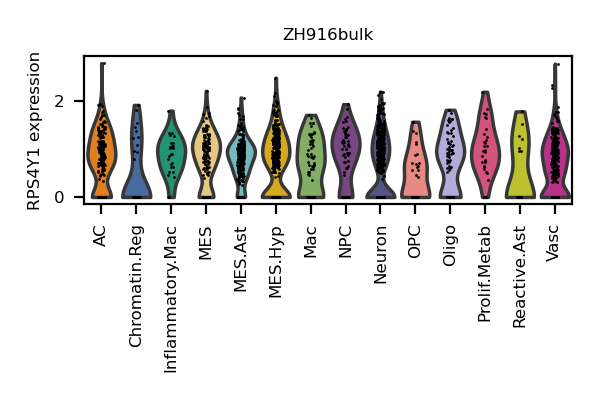 ZH916bulk
RPS4Y1 expression
2
0
AC
Chromatin.Reg
Inflammatory.Mac
MES
MES.Ast
MES.Hyp
Mac
NPC
Neuron
OPC
Oligo
Prolif.Metab
Reactive.Ast
Vasc